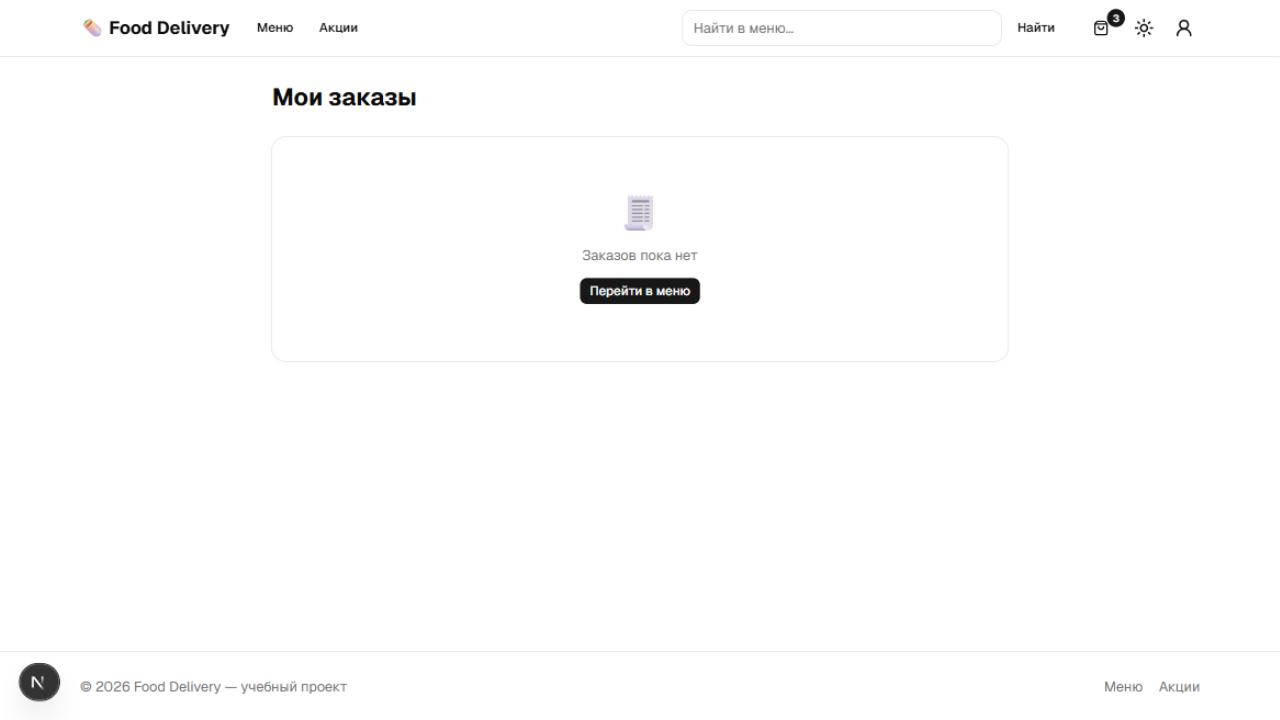 Food Delivery
Меню
Акции
Найти в меню...
Найти
3
Мои заказы
Заказов пока нет
Перейти в меню
N
© 2026 Food Delivery — учебный проект
Меню
Акции